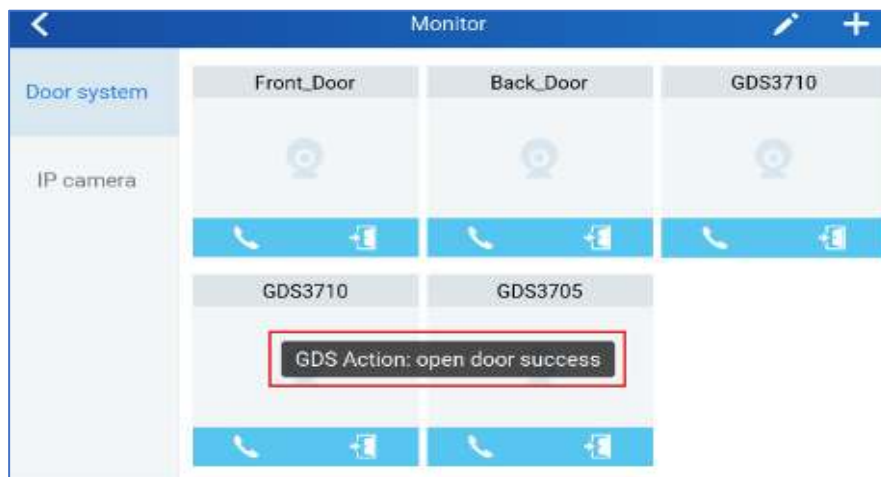 Monitor
Door system
IP camera
Front_Door
Back_Door
GDS3710
GDS3710
GDS3705
GDS Action: open door success